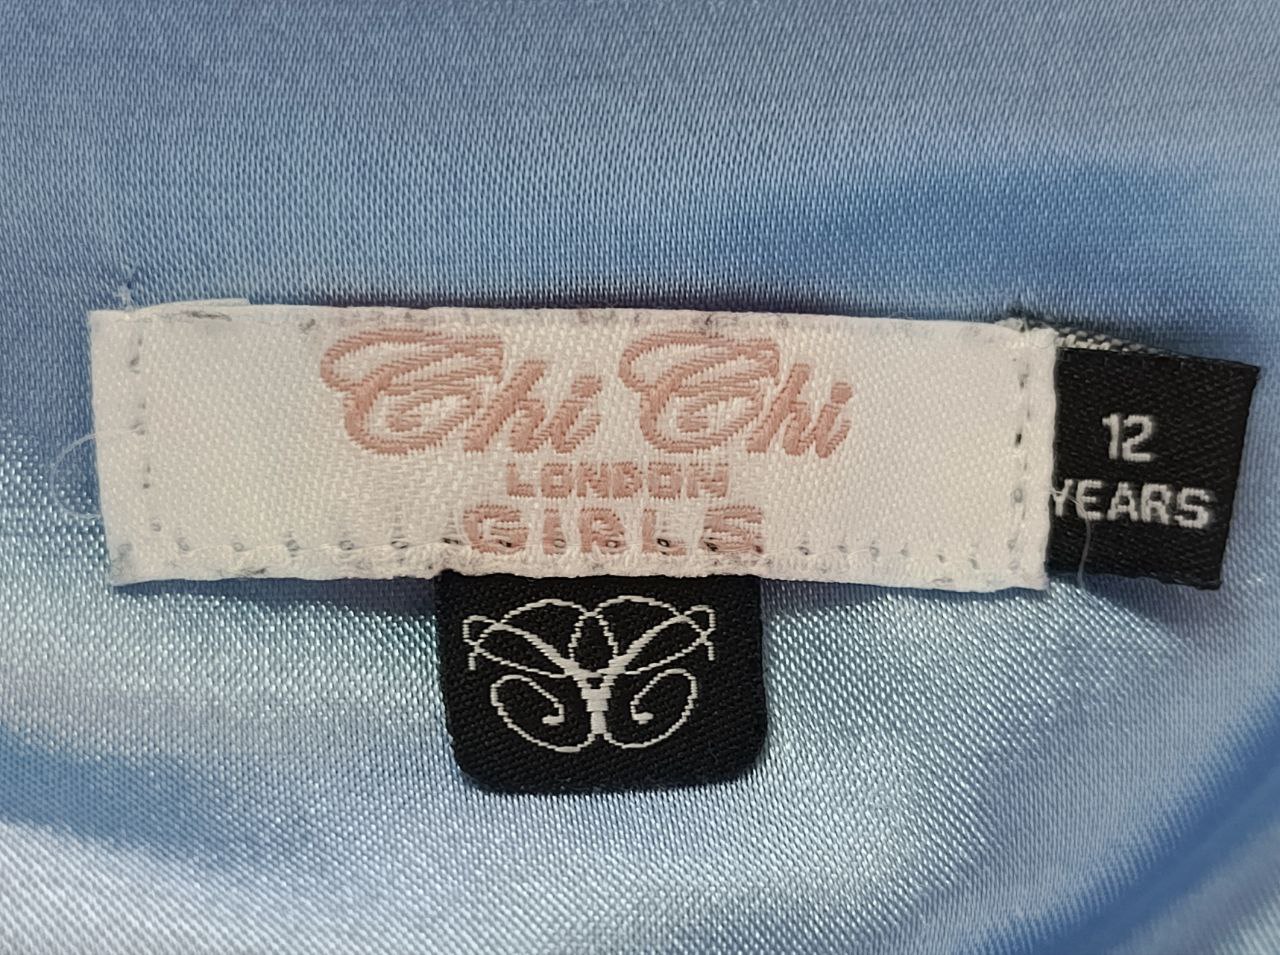 Chi Chi
LONDON
GIRLS
12
YEARS